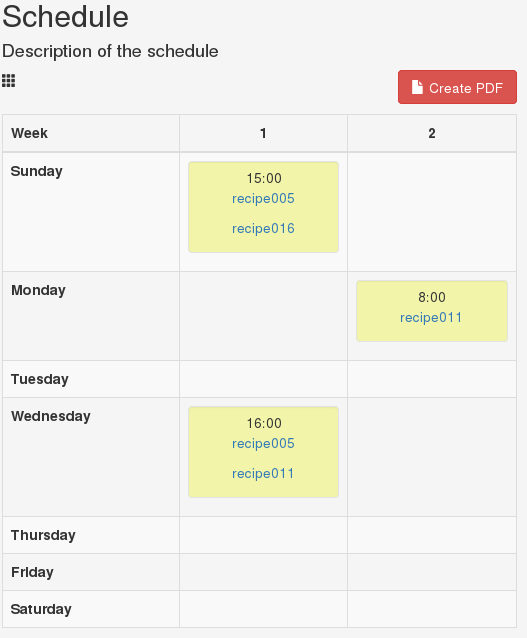 Schedule
Description of the schedule
Create PDF
Week 1 2
Sunday 15:00
recipe005
recipe016
Monday 8:00
recipe011
Tuesday
Wednesday 16:00
recipe005
recipe011
Thursday
Friday
Saturday